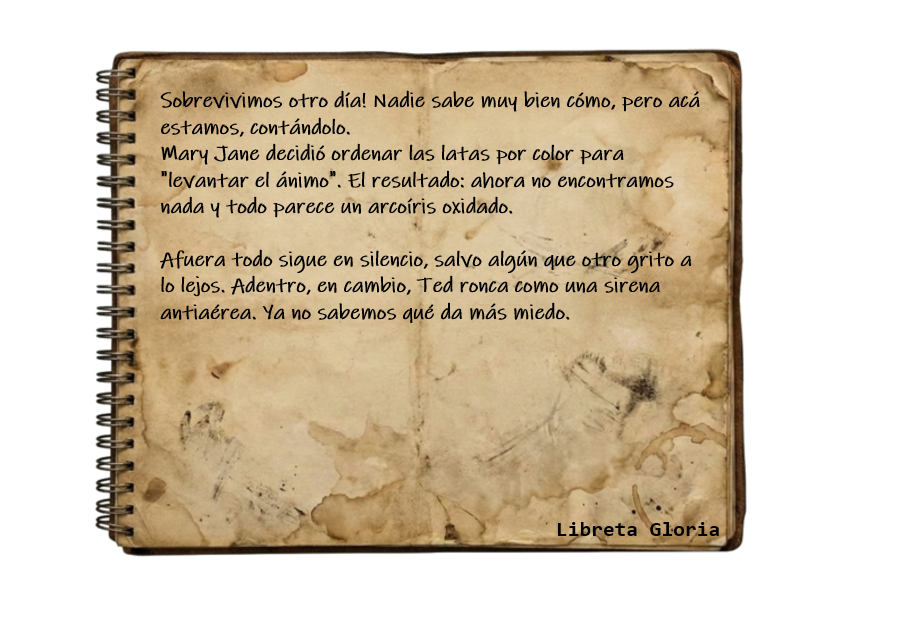 Sobrevivimos otro día! Nadie sabe muy bien cómo, pero acá
estamos, contándolo.
Mary Jane decidió ordenar las latas por color para
"levantar el ánimo". El resultado: ahora no encontramos
nada y todo parece un arcoíris oxidado.
Afuera todo sigue en silencio, salvo algún que otro grito a
lo lejos. Adentro, en cambio, Ted ronca como una sirena
antiaérea. Ya no sabemos qué da más miedo.
Libreta Gloria